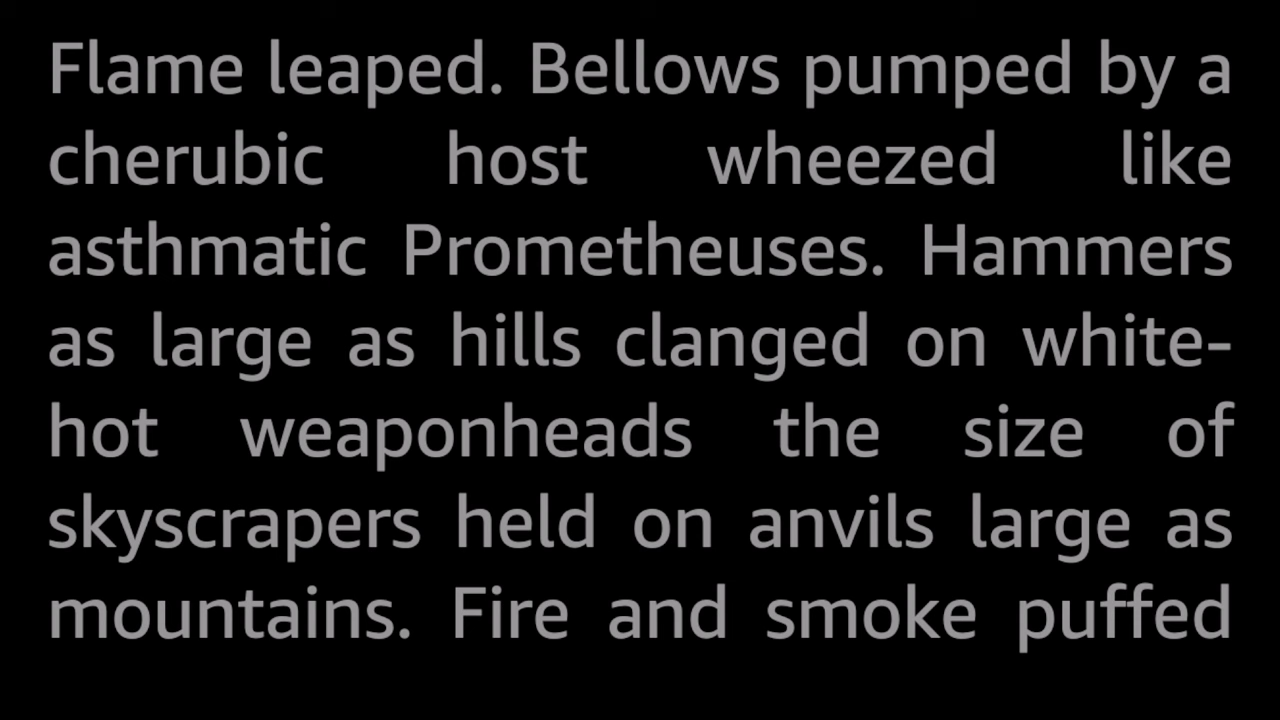 Flame leaped. Bellows pumped by a
cherubic host wheezed like
asthmatic Prometheuses. Hammers
as large as hills clanged on white-
hot weaponheads the size of
skyscrapers held on anvils large as
mountains. Fire and smoke puffed